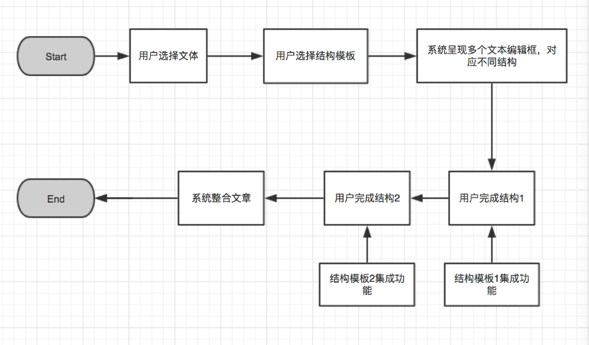 Start
用户选择文体
用户选择结构模板
系统呈现多个文本编辑框，对
应不同结构
End
系统整合文章
用户完成结构2
用户完成结构1
结构模板2集成功
能
结构模板1集成功
能